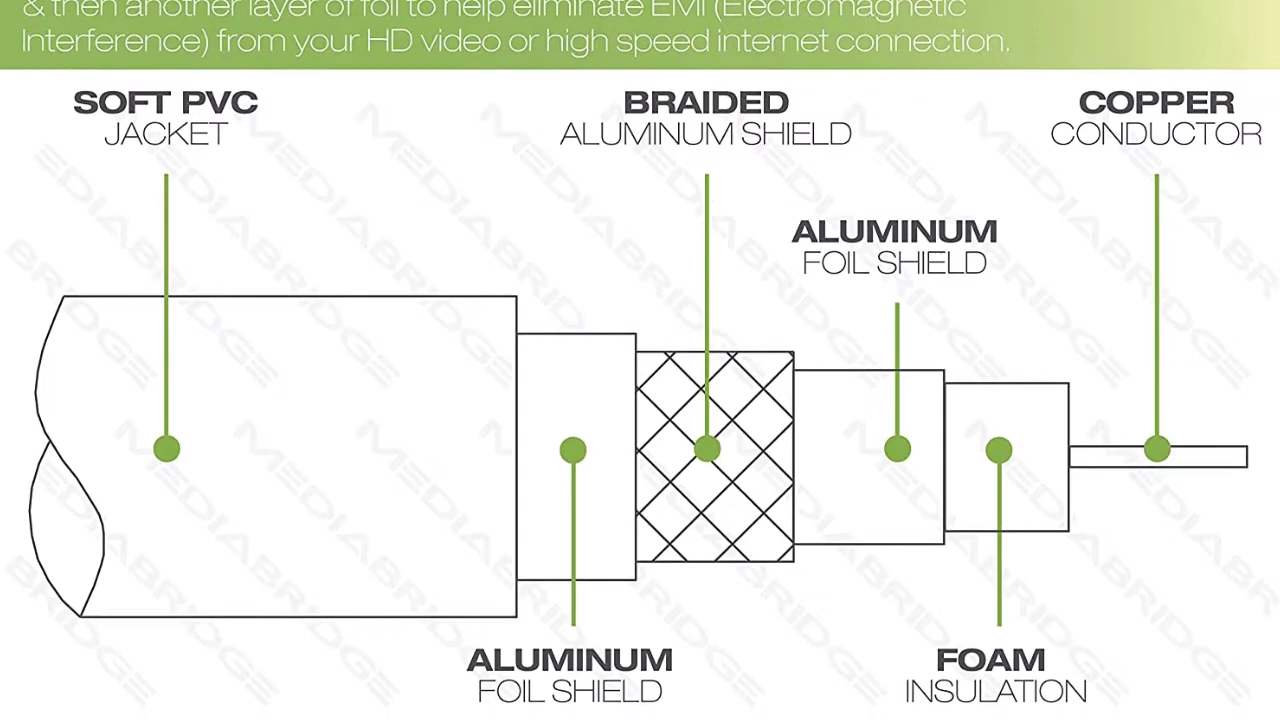 & then another layer of foil to help eliminate EMI (Electromagnetic
Interference) from your HD video or high speed internet connection.
SOFT PVC
JACKET
BRAIDED
ALUMINUM SHIELD
COPPER
CONDUCTOR
ALUMINUM
FOIL SHIELD
ALUMINUM
FOIL SHIELD
FOAM
INSULATION
MEDIABRIDGE